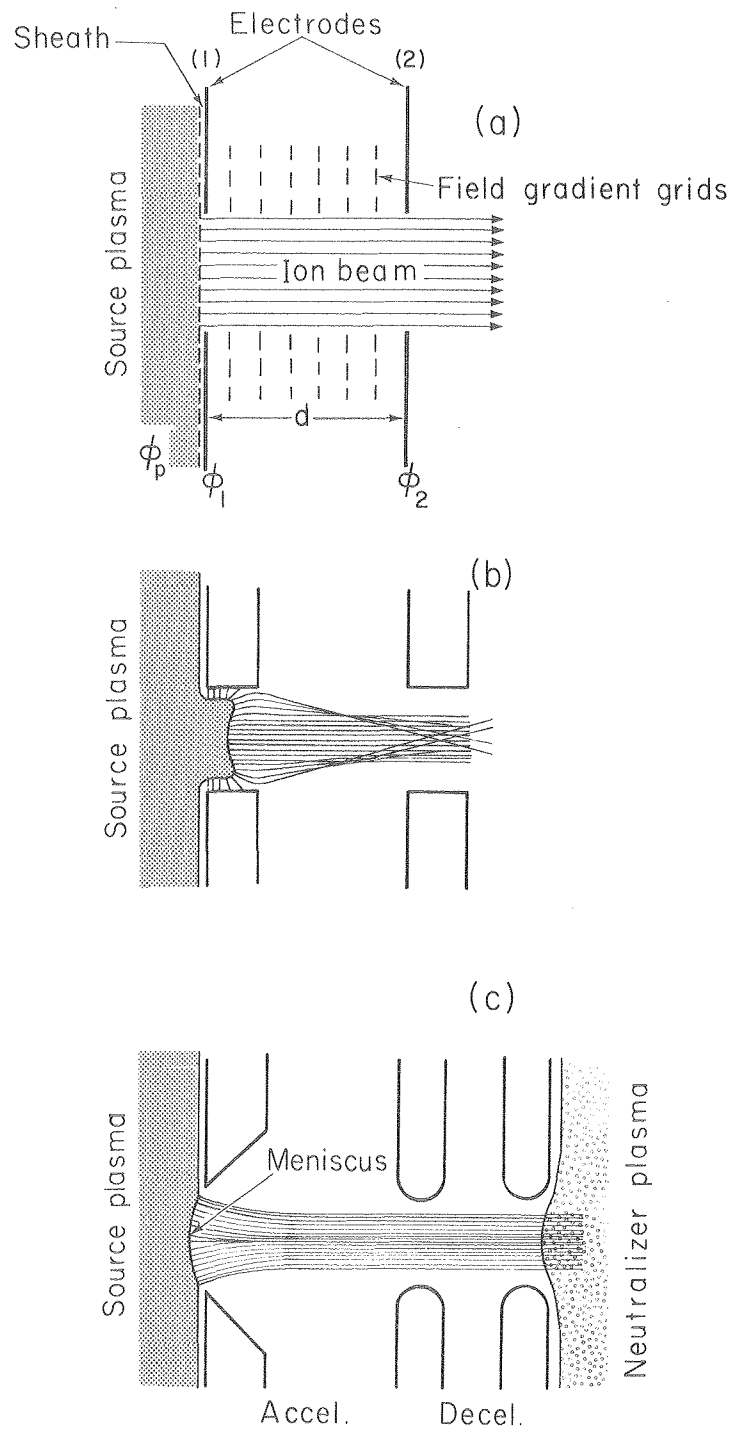 Electrodes
Sheath
(1)
(2)
(a)
Field gradient grids
Source plasma
Ion beam
d
ϕp
ϕ1
ϕ2
(b)
Source plasma
(c)
Meniscus
Source plasma
Neutralizer plasma
Accel.
Decel.